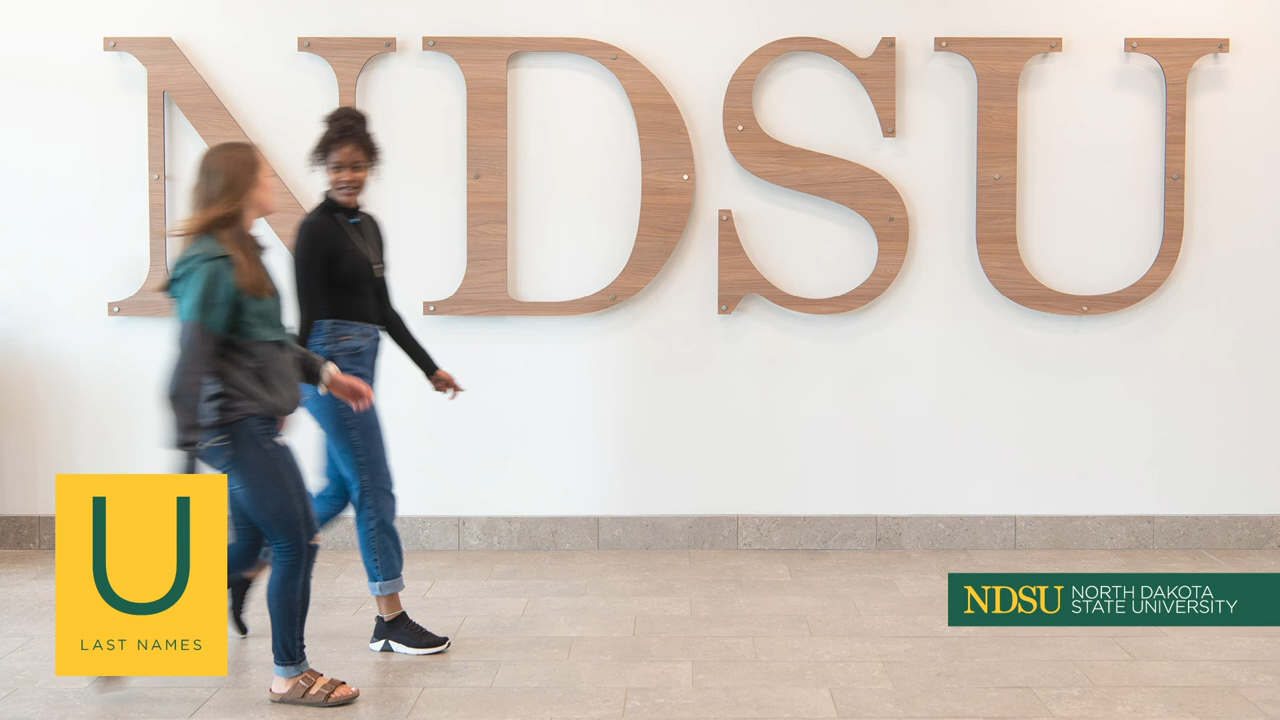 NDSU
U
LAST NAMES
NDSU NORTH DAKOTA
STATE UNIVERSITY